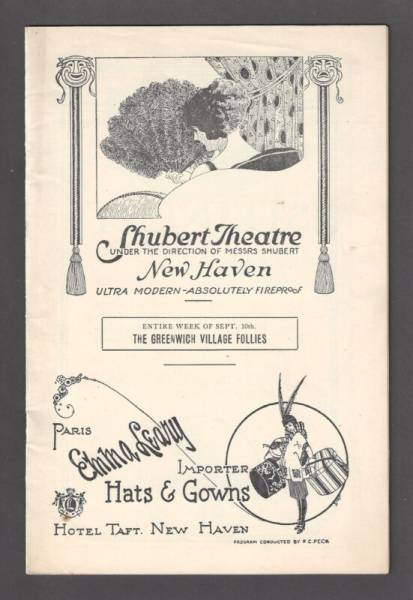 Shubert Theatre
UNDER THE DIRECTION OF MESSRS SHUBERT
New Haven
ULTRA MODERN - ABSOLUTELY FIREPROOF
ENTIRE WEEK OF SEPT. 10th.
THE GREENWICH VILLAGE FOLLIES
PARIS
Emma Leary
IMPORTER
Hats & Gowns
L
HOTEL TAFT. NEW HAVEN
PROGRAM CONDUCTED BY F.C. PECK